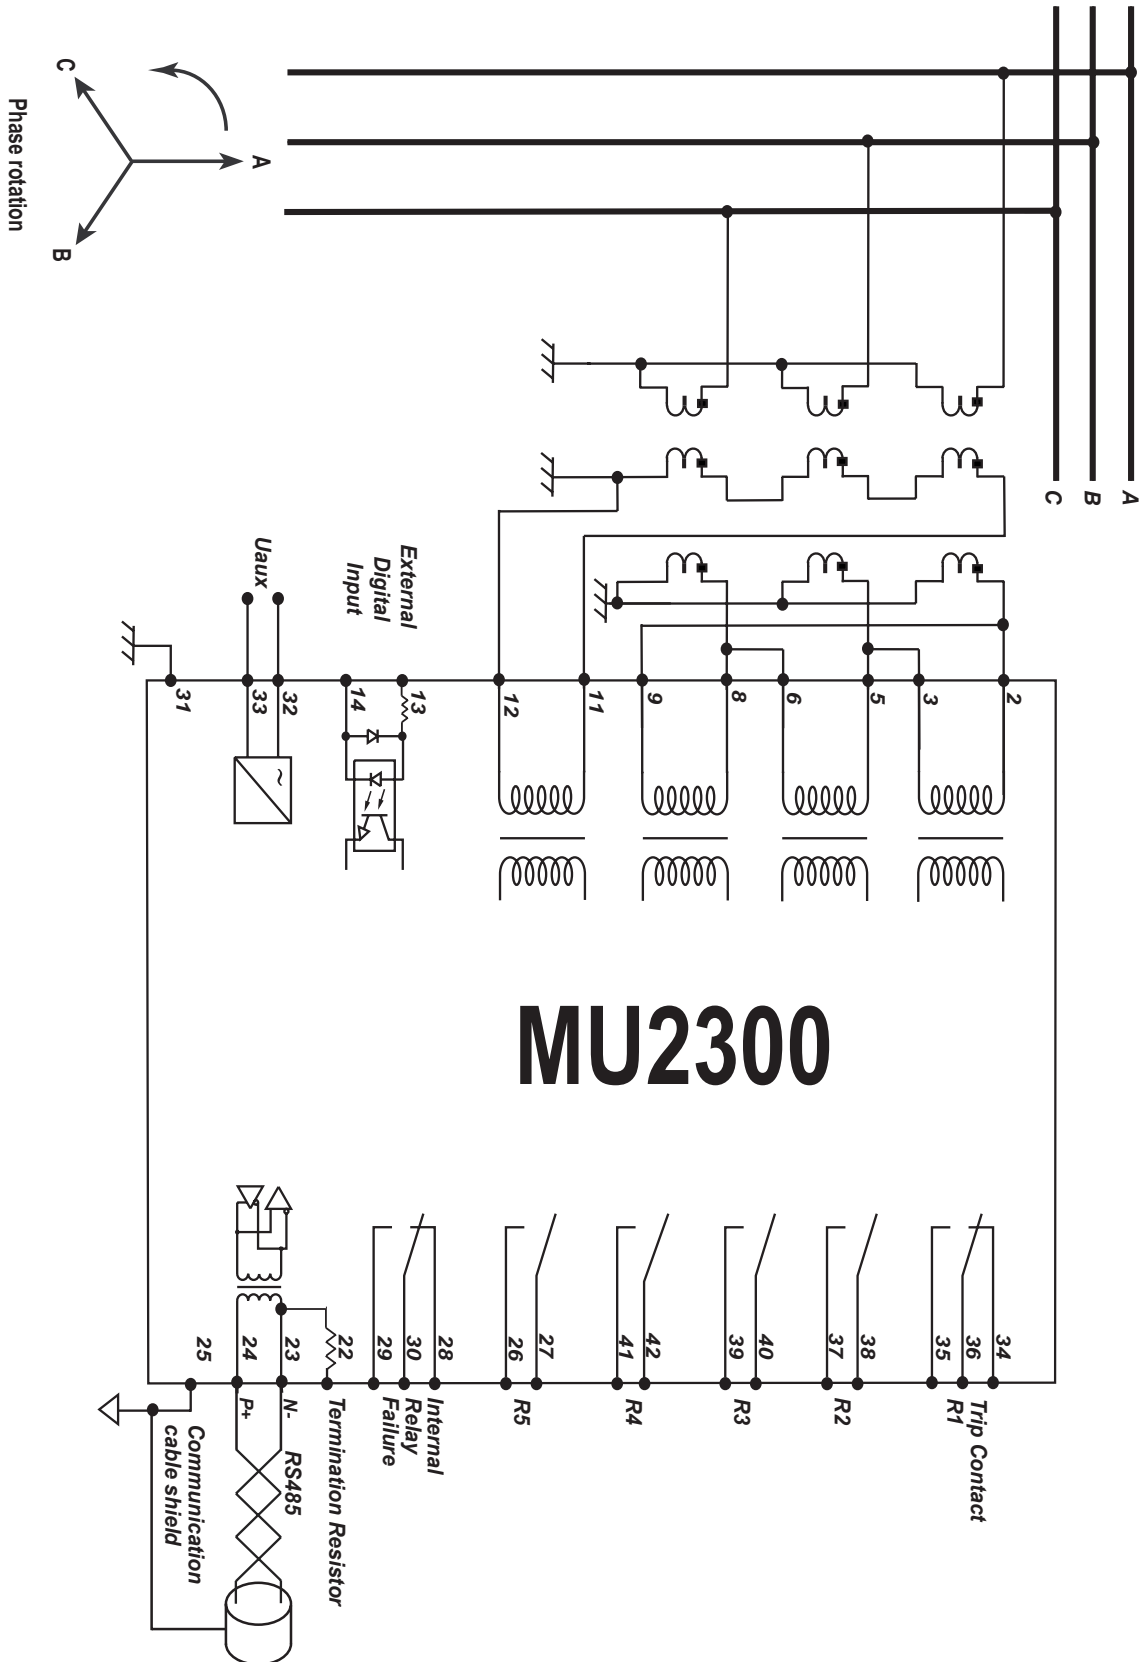 A
B
C
C
A
B
Phase rotation
External
Digital
Input
Uaux
31
33
32
14
13
12
11
9
8
6
5
3
2
~
MU2300
25
24
23
22
29
30
28
26
27
41
42
39
40
37
38
35
36
34
P+
N-
RS485
Communication
cable shield
Termination Resistor
Internal
Relay
Failure
R5
R4
R3
R2
Trip Contact
R1